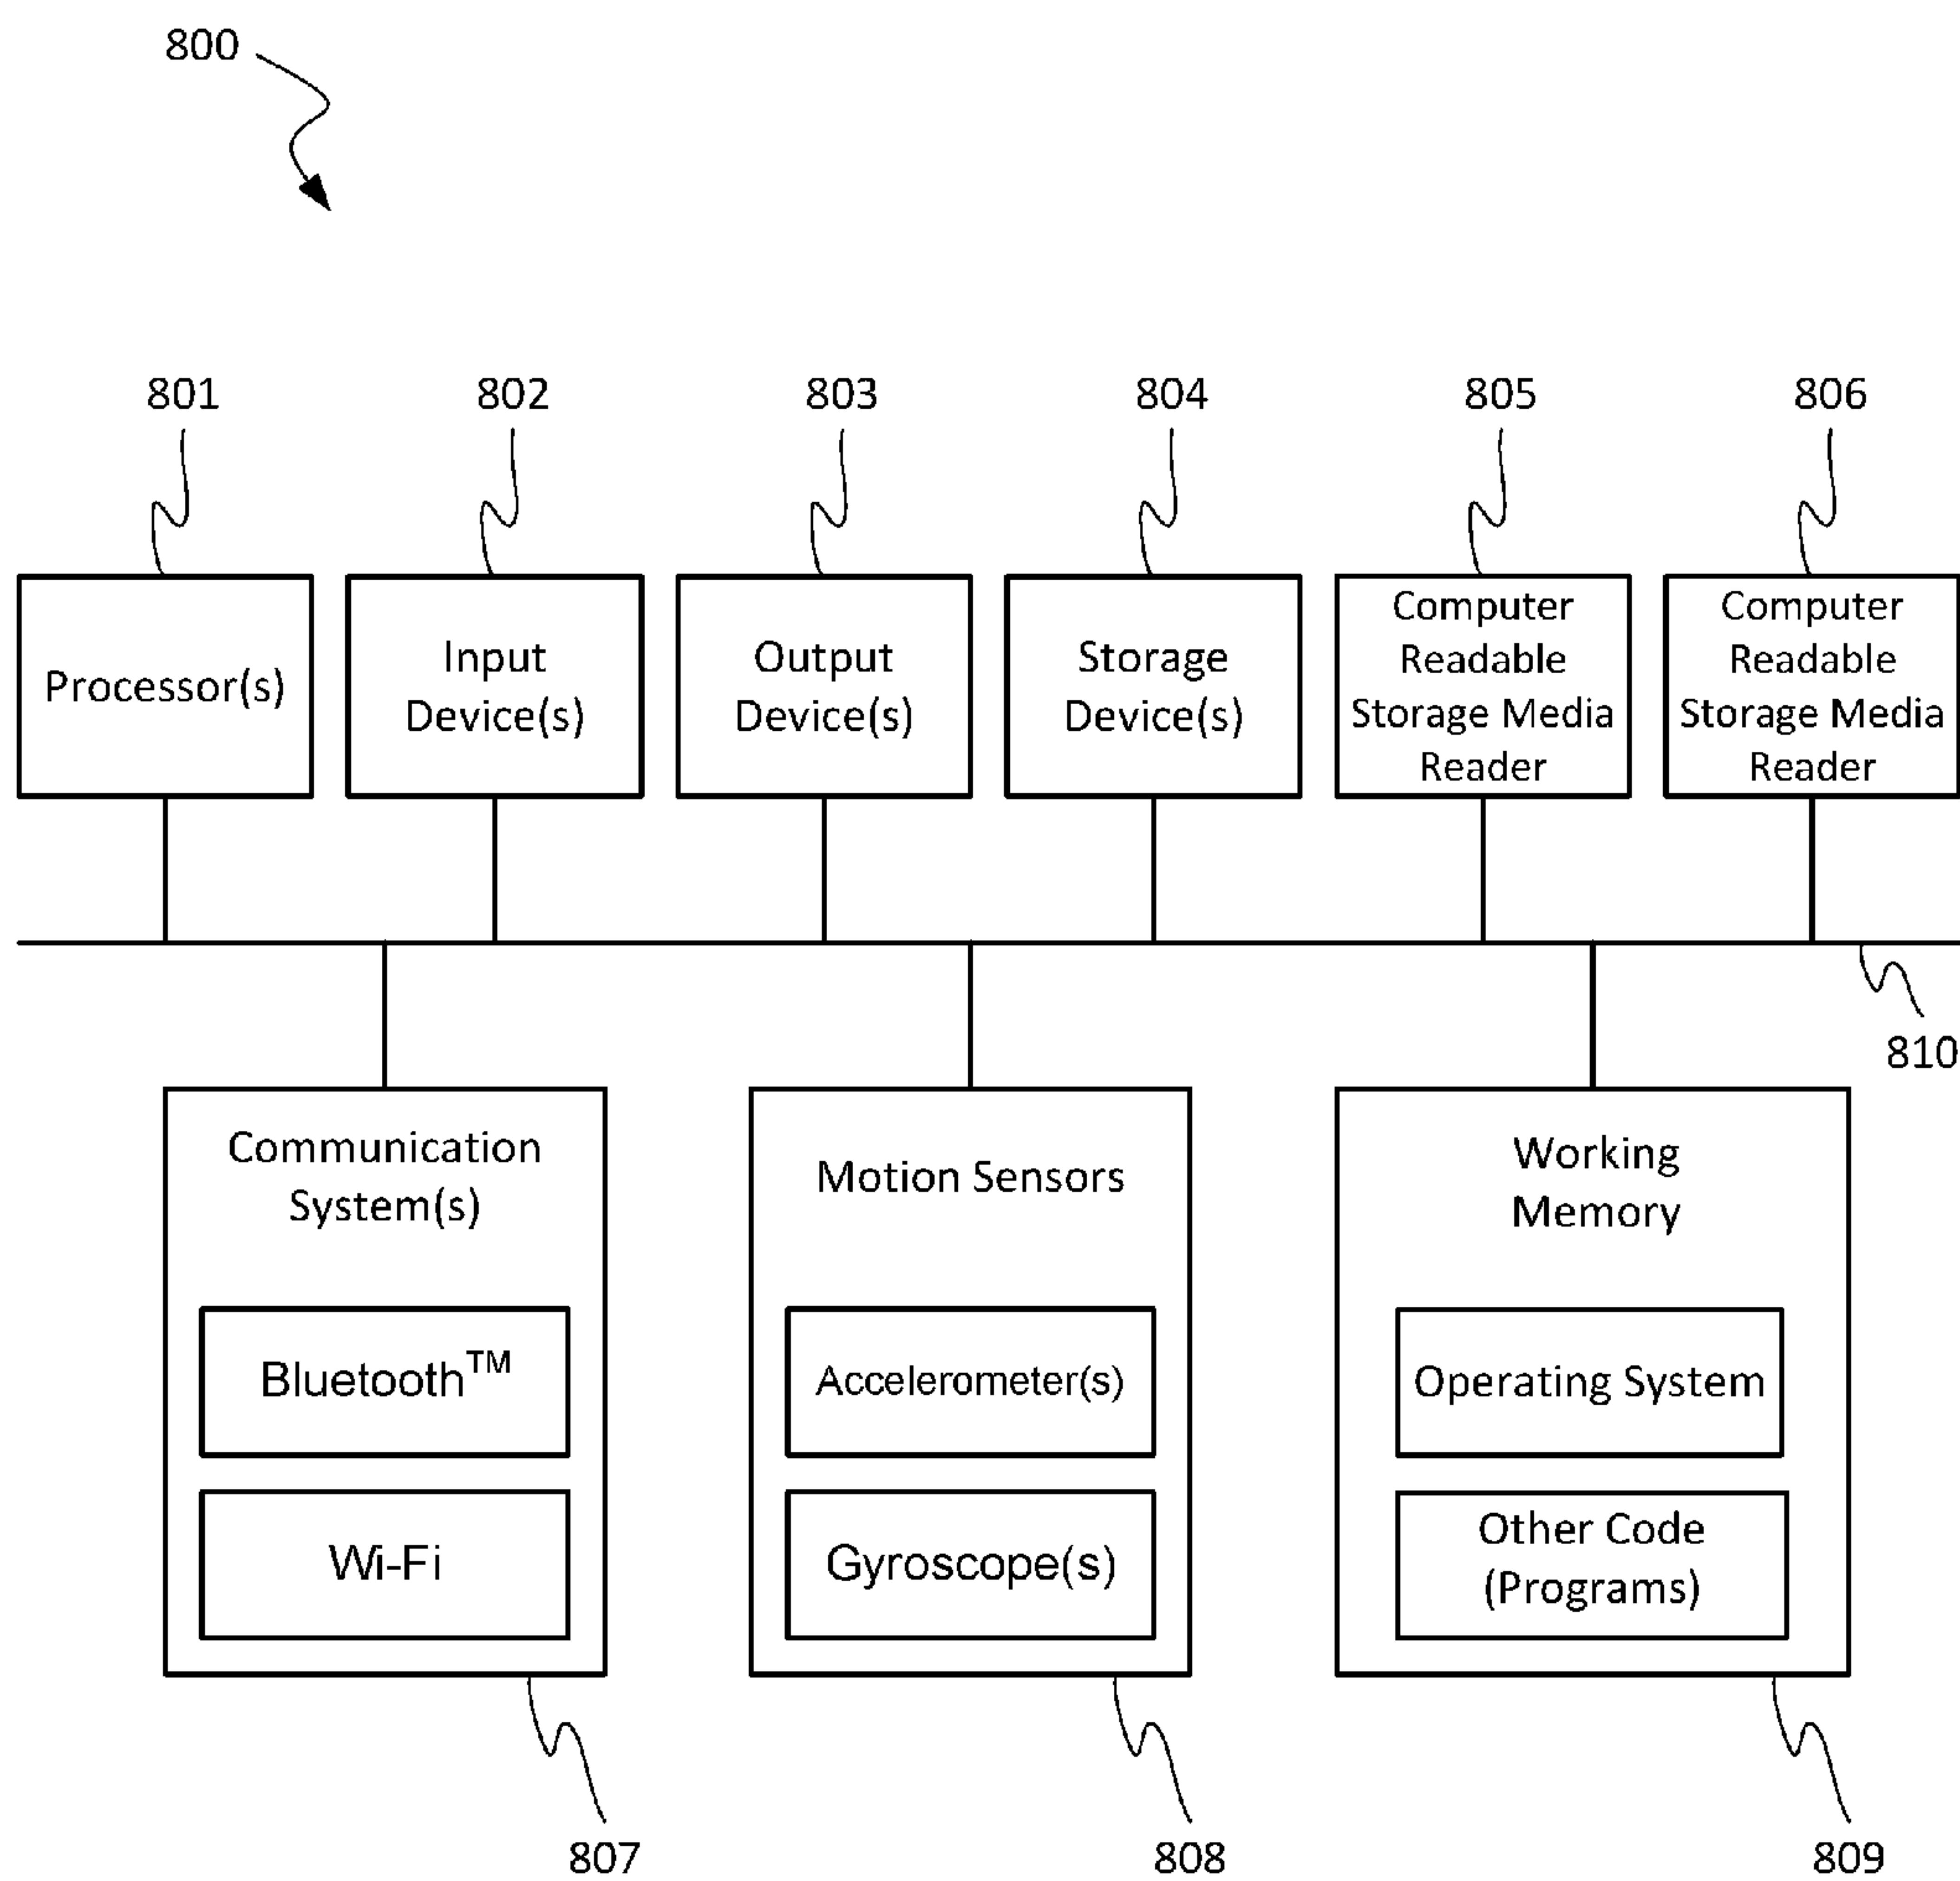 800
801
802
803
804
805
806
Processor(s)
Input
Device(s)
Output
Device(s)
Storage
Device(s)
Computer
Readable
Storage Media
Reader
Computer
Readable
Storage Media
Reader
810
Communication
System(s)
Bluetooth™
Wi-Fi
Motion Sensors
Accelerometer(s)
Gyroscope(s)
Working
Memory
Operating System
Other Code
(Programs)
807
808
809